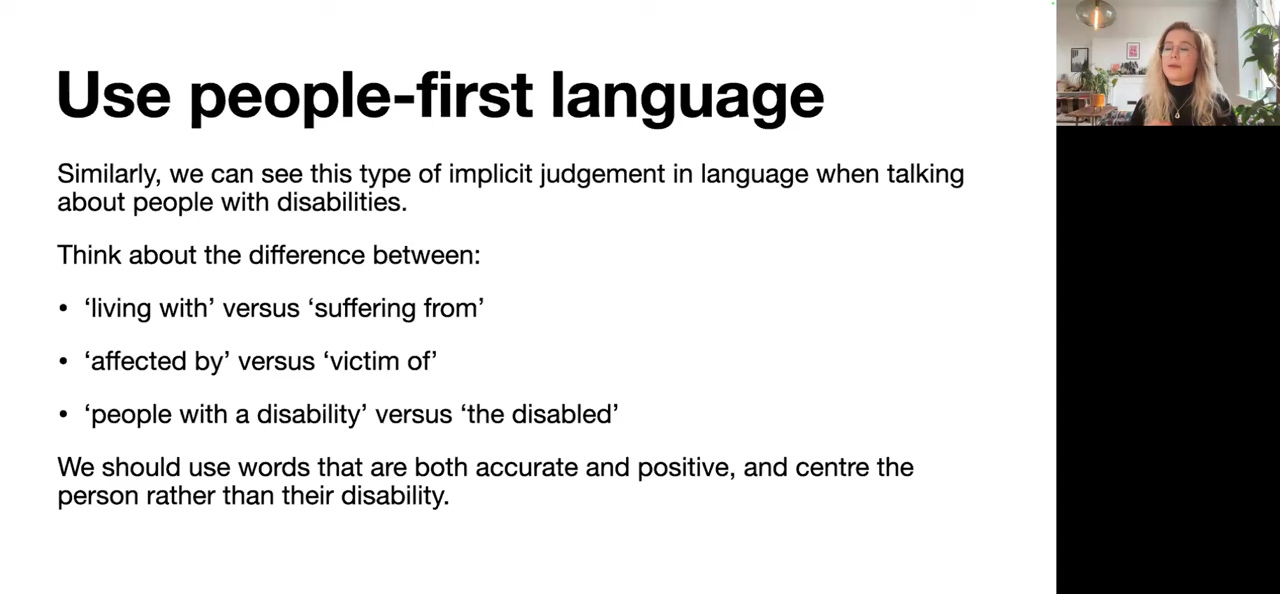 Use people-first language
Similarly, we can see this type of implicit judgement in language when talking
about people with disabilities.
Think about the difference between:
• ‘living with’ versus ‘suffering from’
• ‘affected by’ versus ‘victim of’
• ‘people with a disability’ versus ‘the disabled’
We should use words that are both accurate and positive, and centre the
person rather than their disability.